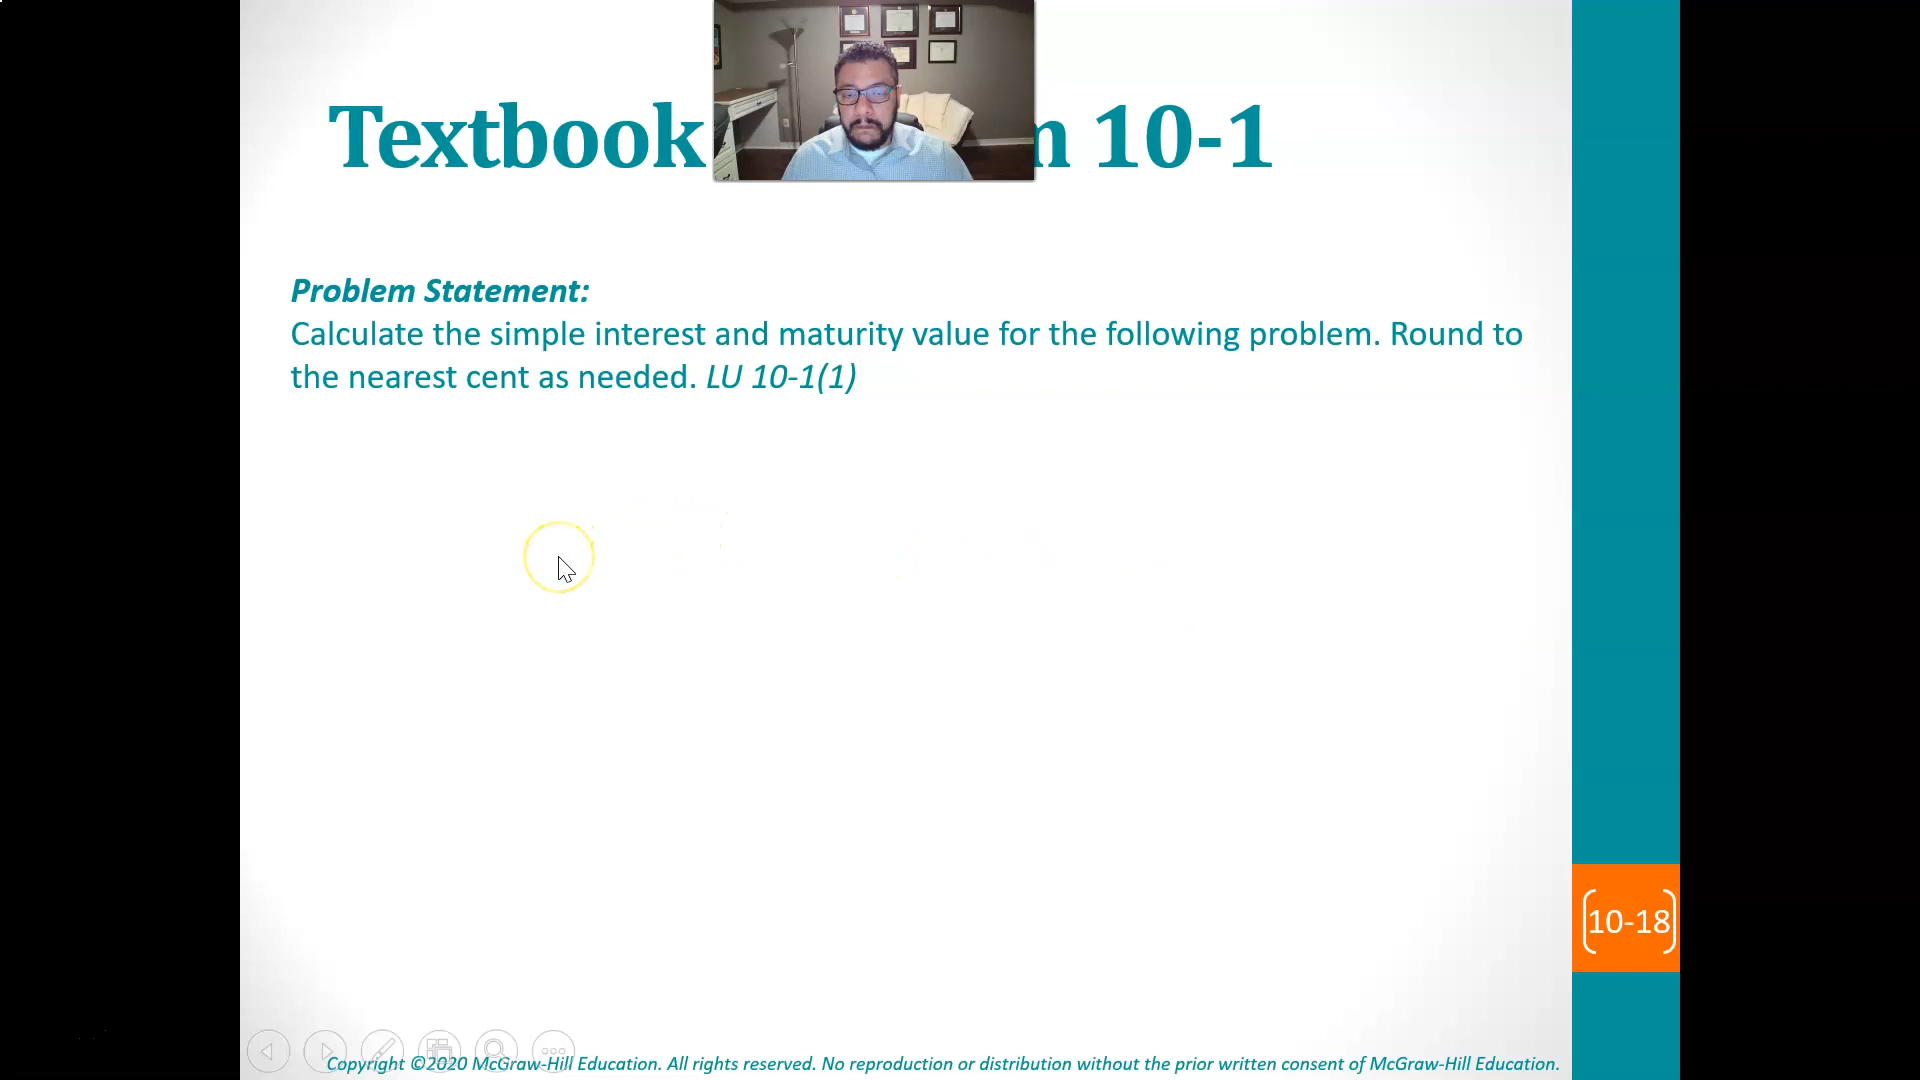 Textbook m 10-1
Problem Statement:
Calculate the simple interest and maturity value for the following problem. Round to
the nearest cent as needed. LU 10-1(1)
10-18
Copyright ©2020 McGraw-Hill Education. All rights reserved. No reproduction or distribution without the prior written consent of McGraw-Hill Education.